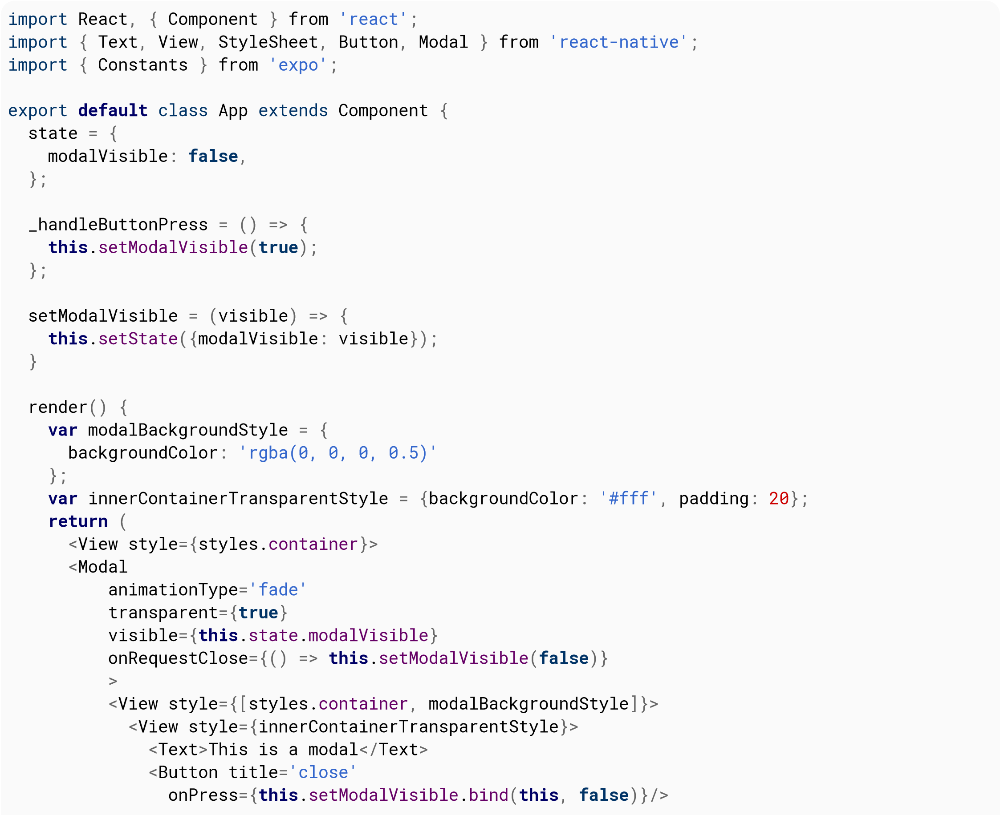 import React, { Component } from 'react';
import { Text, View, StyleSheet, Button, Modal } from 'react-native';
import { Constants } from 'expo';

export default class App extends Component {
  state = {
    modalVisible: false,
  };

  _handleButtonPress = () => {
    this.setModalVisible(true);
  };

  setModalVisible = (visible) => {
    this.setState({modalVisible: visible});
  }

  render() {
    var modalBackgroundStyle = {
      backgroundColor: 'rgba(0, 0, 0, 0.5)'
    };
    var innerContainerTransparentStyle = {backgroundColor: '#fff', padding: 20};
    return (
      <View style={styles.container}>
      <Modal
          animationType='fade'
          transparent={true}
          visible={this.state.modalVisible}
          onRequestClose={() => this.setModalVisible(false)}
          >
          <View style={[styles.container, modalBackgroundStyle]}>
            <View style={innerContainerTransparentStyle}>
              <Text>This is a modal</Text>
              <Button title='close'
                onPress={this.setModalVisible.bind(this, false)}/>